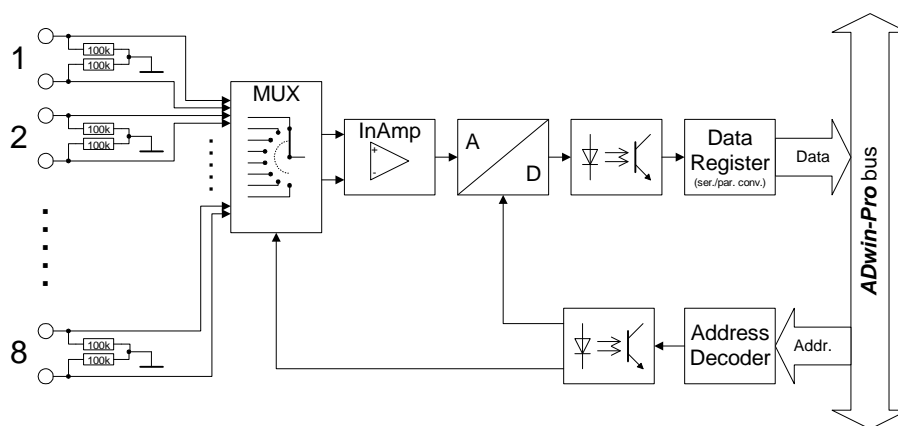 1
100k
100k
2
100k
100k
8
100k
100k
MUX
InAmp
+
-
A
D
Data
Register
(ser./par. conv.)
Data
Address
Decoder
Addr.
ADwin-Pro bus